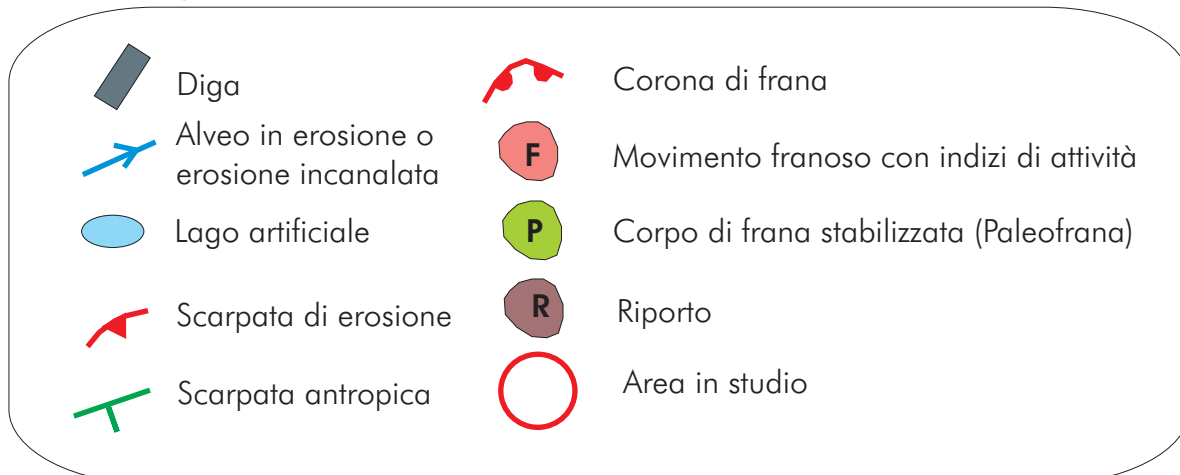 Diga
Alveo in erosione o
erosione incanalata
Lago artificiale
Scarpata di erosione
Scarpata antropica
Corona di frana
F Movimento franoso con indizi di attività
P Corpo di frana stabilizzata (Paleofrana)
R Riporto
Area in studio